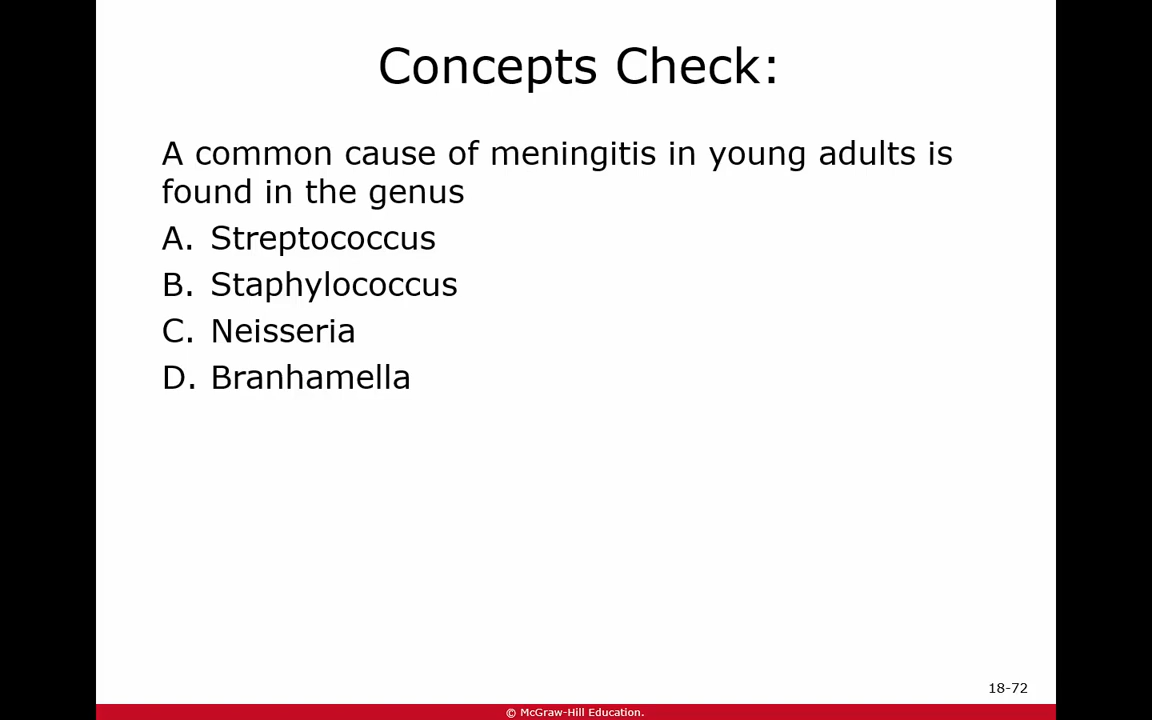 Concepts Check:
A common cause of meningitis in young adults is
found in the genus
A. Streptococcus
B. Staphylococcus
C. Neisseria
D. Branhamella
18-72
© McGraw-Hill Education.